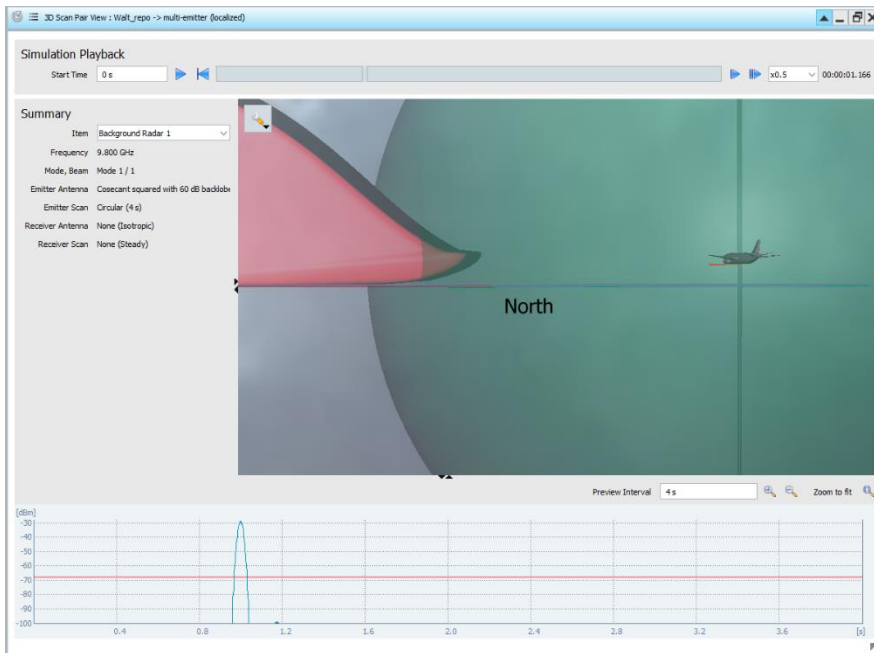 3D Scan Pair View : Walt_repo -> multi-emitter (localized)
Simulation Playback
Start Time 0 s x0.5 00:00:01.166
Summary
Item Background Radar 1
Frequency 9.800 GHz
Mode, Beam Mode 1 / 1
Emitter Antenna Cosecant squared with 60 dB backlobe
Emitter Scan Circular (4 s)
Receiver Antenna None (Isotropic)
Receiver Scan None (Steady)
North
Preview Interval 4 s Zoom to fit
[dBm]
-30
-40
-50
-60
-70
-80
-90
-100
0.4 0.8 1.2 1.6 2.0 2.4 2.8 3.2 3.6 [s]